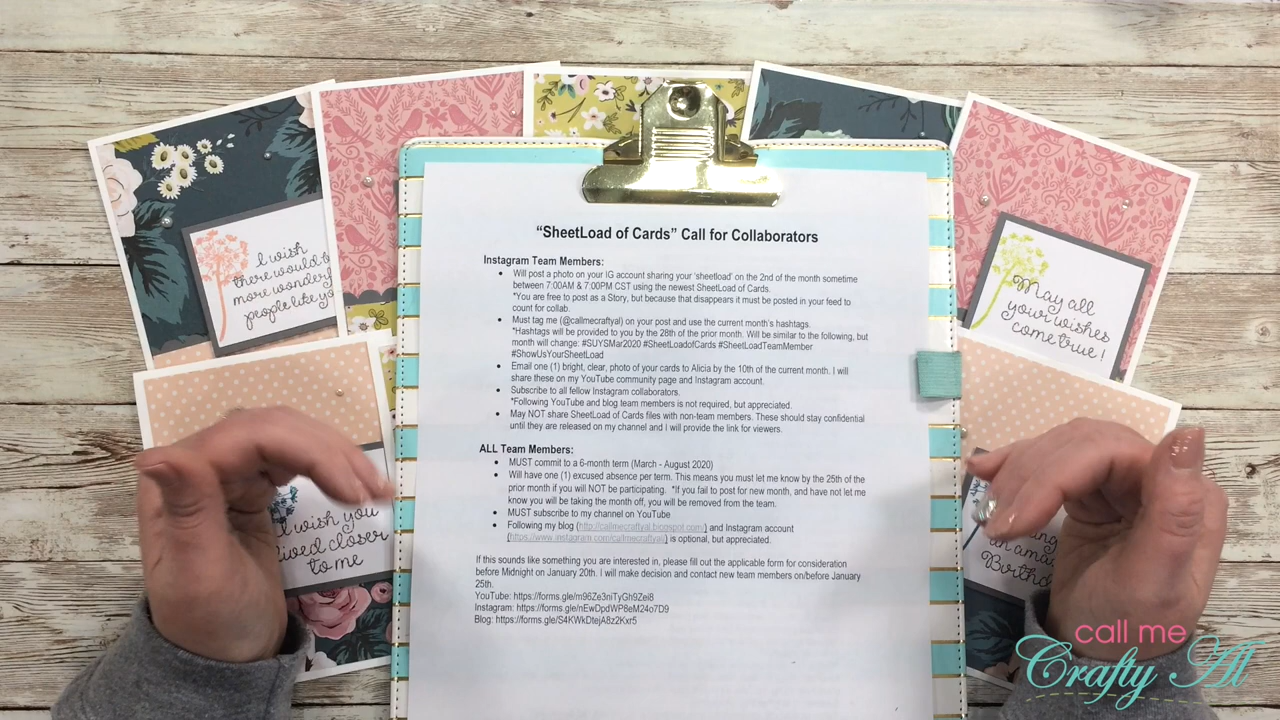 “SheetLoad of Cards” Call for Collaborators
Instagram Team Members:
• Will post a photo on your IG account sharing your ‘sheetload’ on the 2nd of the month sometime
between 7:00AM & 7:00PM CST using the newest SheetLoad of Cards.
*You are free to post as a Story, but because that disappears it must be posted in your feed to
count for collab.
• Must tag me (@callmecraftyal) on your post and use the current month's hashtags.
*Hashtags will be provided to you by the 28th of the prior month. Will be similar to the following, but
month will change: #SUYSMar2020 #SheetLoadofCards #SheetLoadTeamMember
#ShowUsYourSheetLoad
• Email one (1) bright, clear, photo of your cards to Alicia by the 10th of the current month. I will
share these on my YouTube community page and Instagram account.
• Subscribe to all fellow Instagram collaborators.
*Following YouTube and blog team members is not required, but appreciated.
• May NOT share SheetLoad of Cards files with non-team members. These should stay confidential
until they are released on my channel and I will provide the link for viewers.
ALL Team Members:
• MUST commit to a 6-month term (March - August 2020)
• Will have one (1) excused absence per term. This means you must let me know by the 25th of the
prior month if you will NOT be participating. *If you fail to post for new month, and have not let me
know you will be taking the month off, you will be removed from the team.
• MUST subscribe to my channel on YouTube
• Following my blog (http://callmecraftyal.blogspot.com/) and Instagram account
(https://www.instagram.com/callmecraftyal/) is optional, but appreciated.
If this sounds like something you are interested in, please fill out the applicable form for consideration
before Midnight on January 20th. I will make decision and contact new team members on/before January
25th.
YouTube: https://forms.gle/m96Ze3niTyGh9Zei8
Instagram: https://forms.gle/nEwDpdWP8eM24o7D9
Blog: https://forms.gle/S4KWkDtejA8z2Kxr5
I wish
there would
more wonderf
people like yo
May all
your wishes
come true!
I wish you
lived closer
to me
an ama
Birthd
call me
Crafty Al